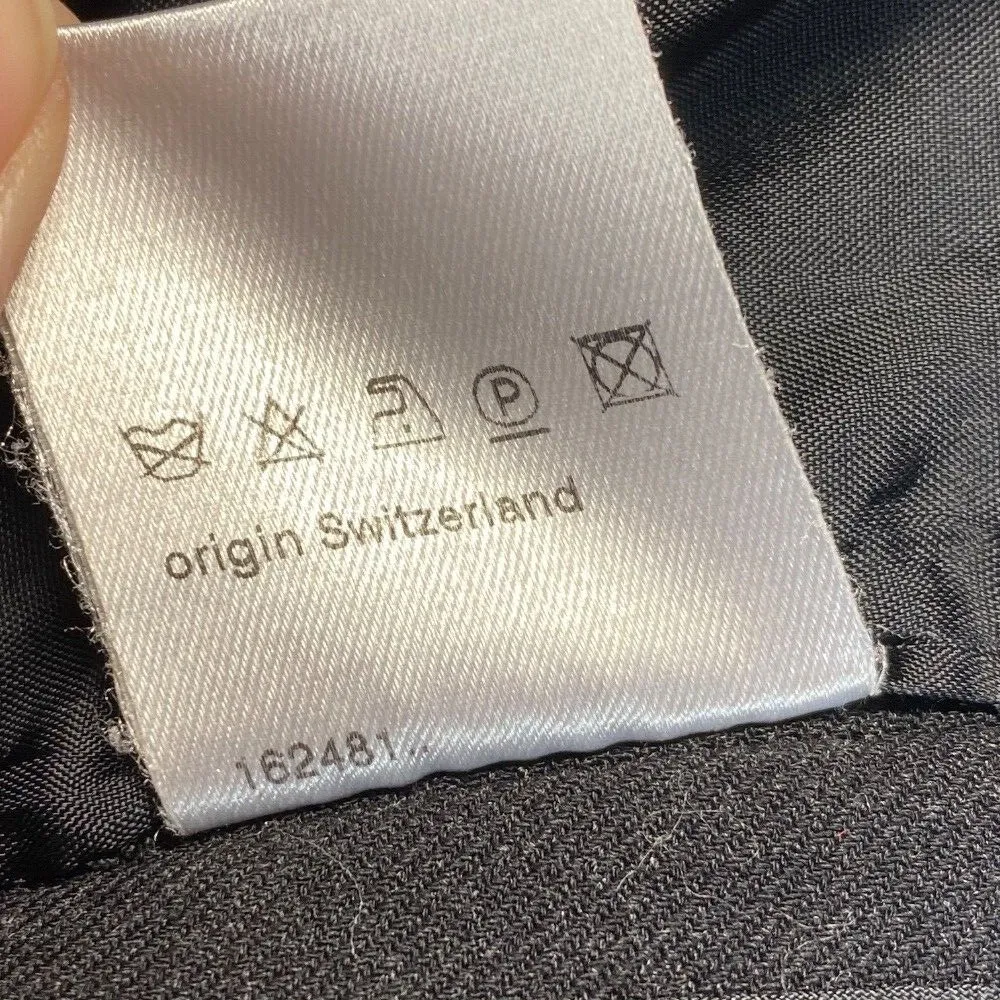 P
origin Switzerland
162481..